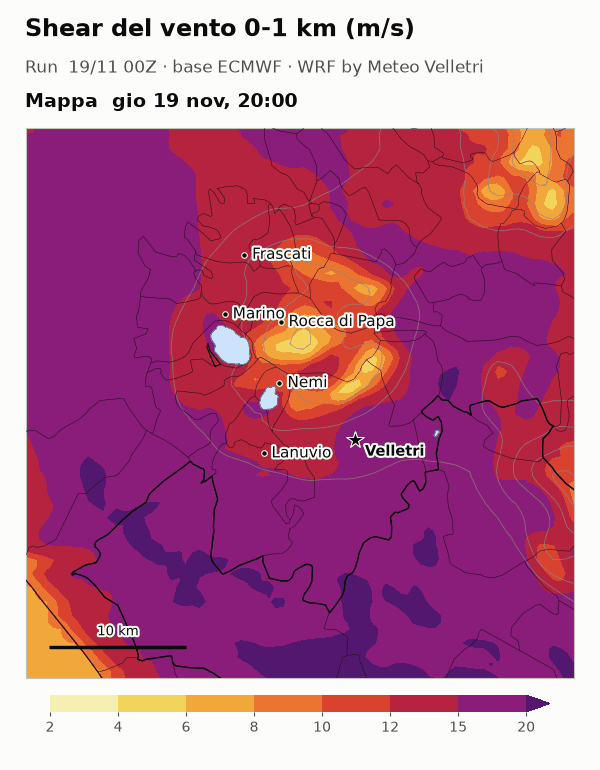 Shear del vento 0-1 km (m/s)
Run  19/11 00Z · base ECMWF · WRF by Meteo Velletri
Mappa  gio 19 nov, 20:00
Frascati
Marino
Rocca di Papa
Nemi
Velletri
Lanuvio
10 km
2 4 6 8 10 12 15 20